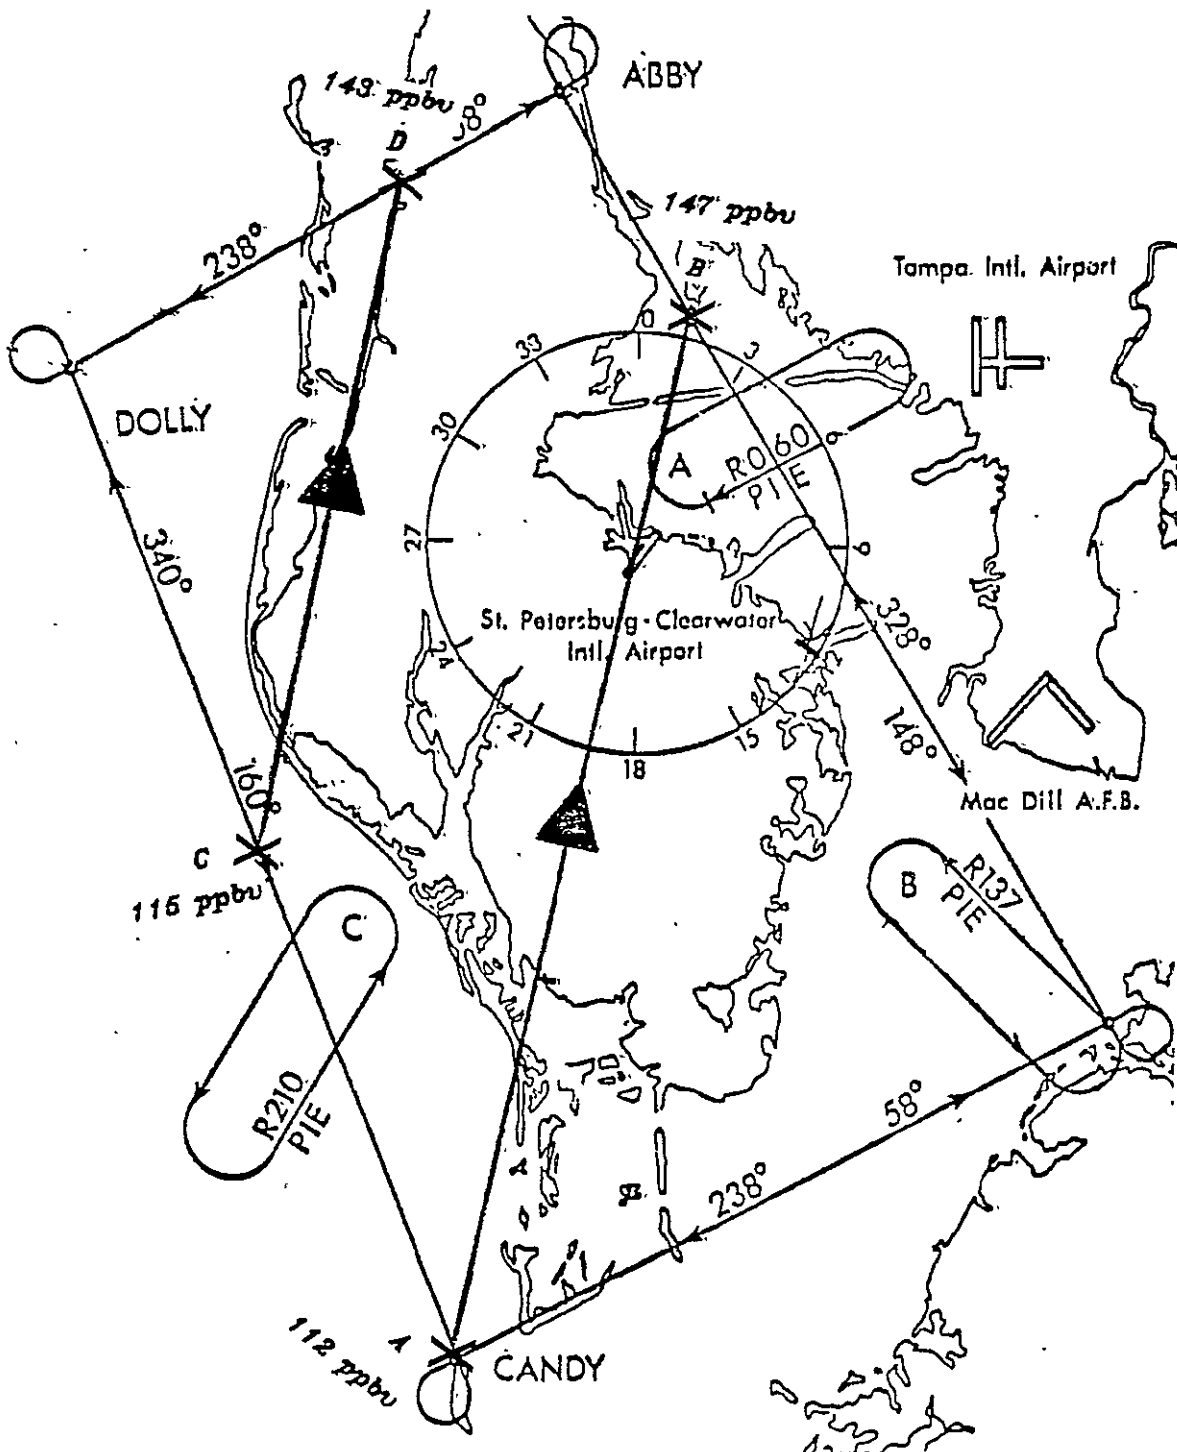 ABBY
143 ppbv
D
147 ppbv
238°
B
Tampa Intl. Airport
0
33
3
DOLLY
30
A
R060
PIE
6
340°
27
9
St. Petersburg-Clearwater
Intl. Airport
328°
24
148°
21
15
18
160°
Mac Dill A.F.B.
C
115 ppbv
B
R137
PIE
C
R210
PIE
58°
238°
A
112 ppbv
CANDY